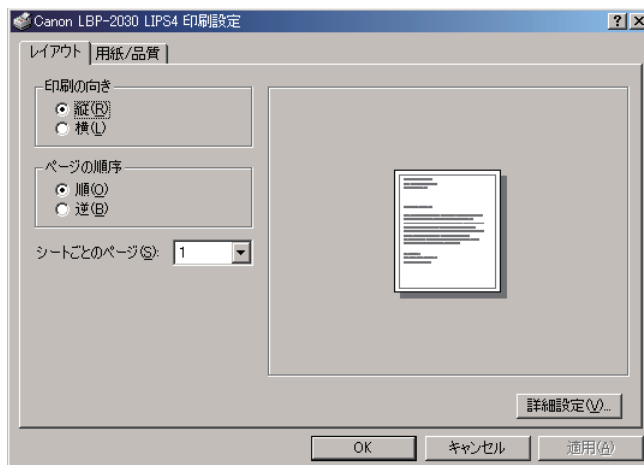 Canon LBP-2030 LIPS4 印刷設定
レイアウト 用紙/品質
印刷の向き
縦(R)
横(L)
ページの順序
順(O)
逆(B)
シートごとのページ(S): 1
詳細設定(V)...
OK キャンセル 適用(A)